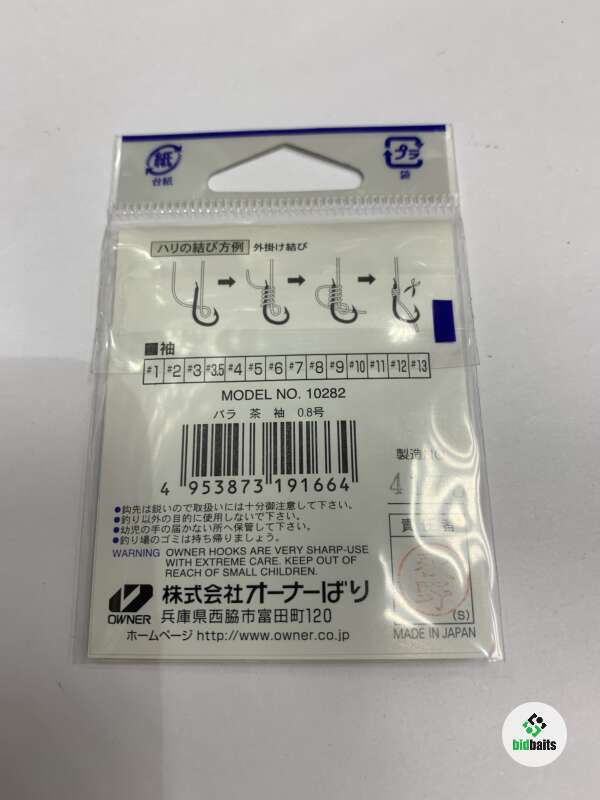 紙
台紙
プラ
袋
ハリの結び方例 外掛け結び
■袖
#1 #2 #3 #3.5 #4 #5 #6 #7 #8 #9 #10 #11 #12 #13
MODEL NO. 10282
バラ 茶 袖 0.8号
4 953873 191664
製造NO.
●鈎先は鋭いので取扱いには十分御注意して下さい。
●釣り以外の目的に使用しないで下さい。
●幼児の手の届かない所へ保管して下さい。
●釣り場のゴミは持ち帰りましょう。
WARNING OWNER HOOKS ARE VERY SHARP-USE
WITH EXTREME CARE. KEEP OUT OF
REACH OF SMALL CHILDREN.
OWNER
株式会社オーナーばり
兵庫県西脇市富田町120
ホームページ http://www.owner.co.jp
(S)
MADE IN JAPAN
bidbaits